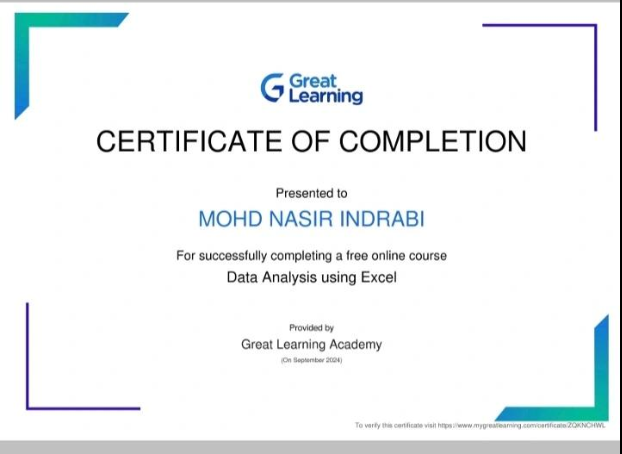 Great
Learning
CERTIFICATE OF COMPLETION
Presented to
MOHD NASIR INDRABI
For successfully completing a free online course
Data Analysis using Excel
Provided by
Great Learning Academy
(On September 2024)
To verify this certificate visit https://www.mygreatlearning.com/certificate/ZQKNCHWL